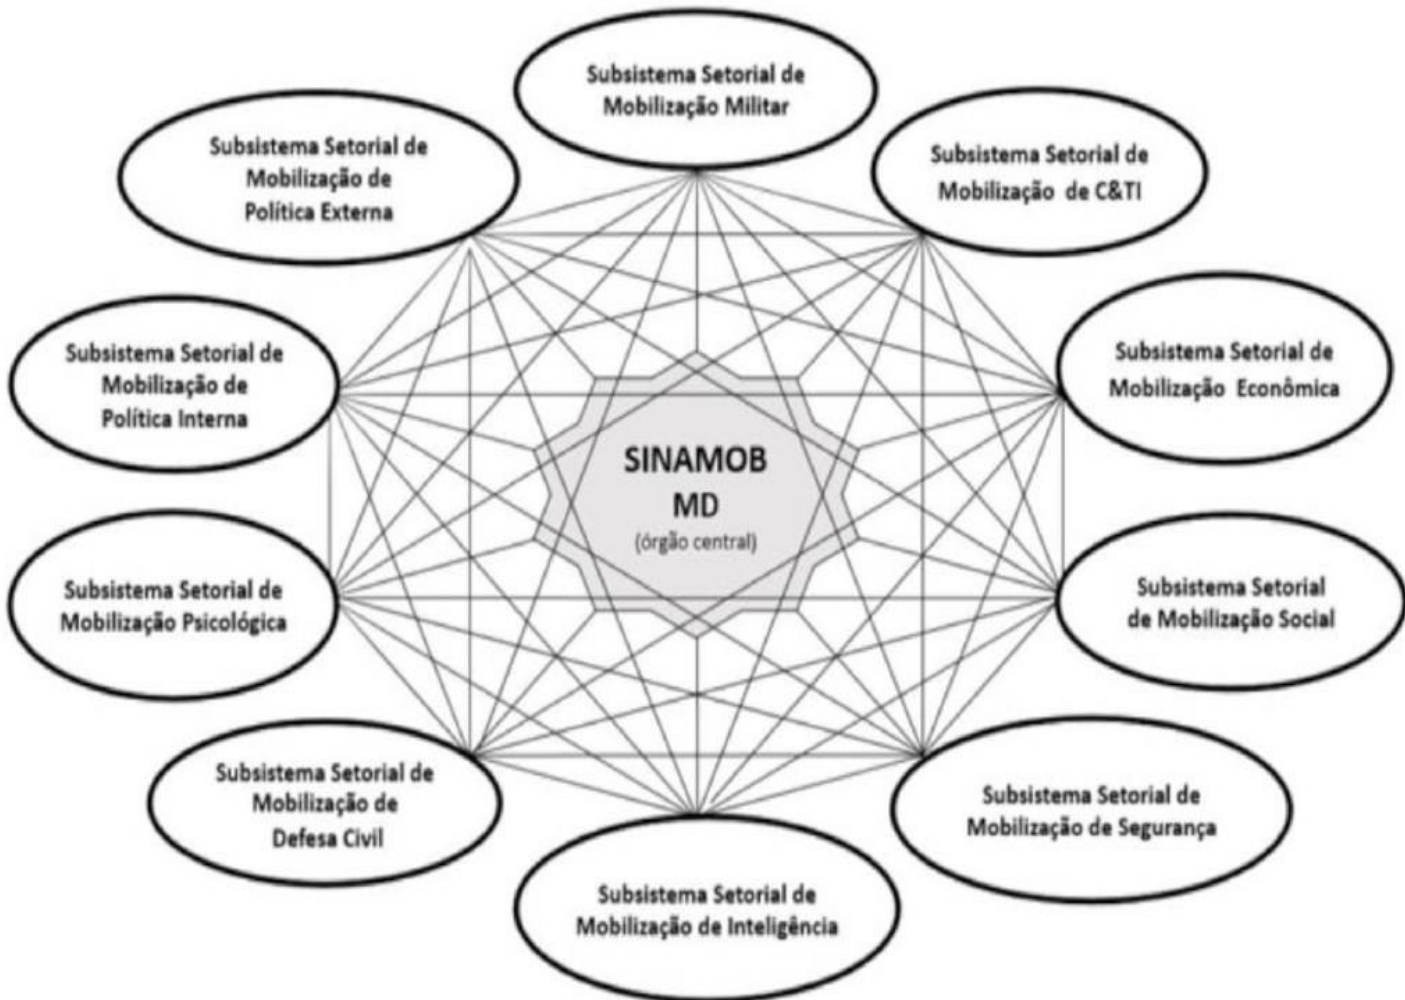 Subsistema Setorial de
Mobilização Militar
Subsistema Setorial de
Mobilização de C&TI
Subsistema Setorial de
Mobilização Econômica
Subsistema Setorial
de Mobilização Social
Subsistema Setorial de
Mobilização de Segurança
Subsistema Setorial de
Mobilização de Inteligência
Subsistema Setorial de
Mobilização de
Defesa Civil
Subsistema Setorial de
Mobilização Psicológica
Subsistema Setorial de
Mobilização de
Política Interna
Subsistema Setorial de
Mobilização de
Política Externa
SINAMOB
MD
(órgão central)